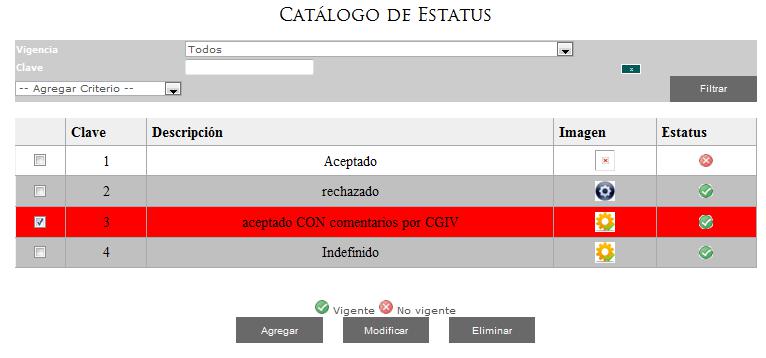 Catálogo de Estatus
Vigencia Todos
Clave x
-- Agregar Criterio -- Filtrar
Clave Descripción Imagen Estatus
1 Aceptado
2 rechazado
3 aceptado CON comentarios por CGIV
4 Indefinido
Vigente No vigente
Agregar Modificar Eliminar